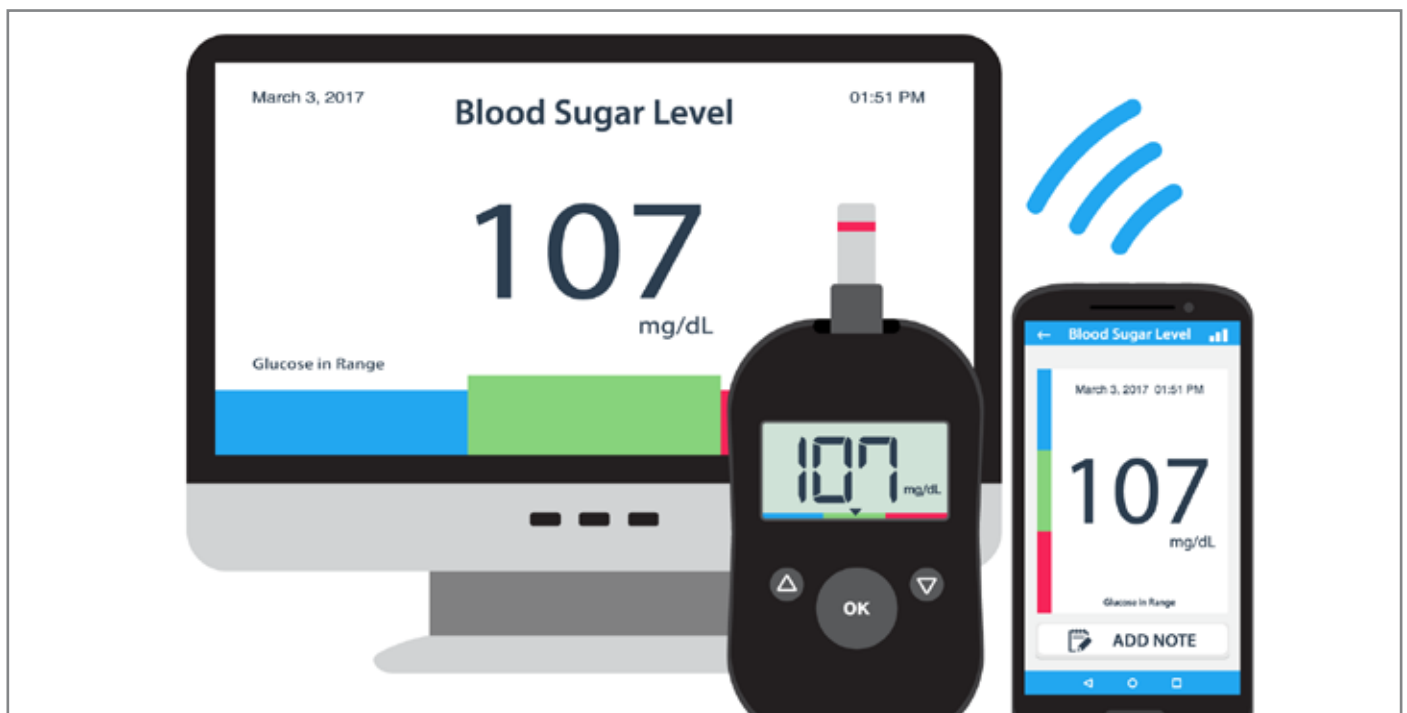 March 3, 2017
Blood Sugar Level
01:51 PM
107
mg/dL
Glucose in Range
107
mg/dL
OK
Blood Sugar Level
March 3, 2017 01:51 PM
107
mg/dL
Glucose in Range
ADD NOTE